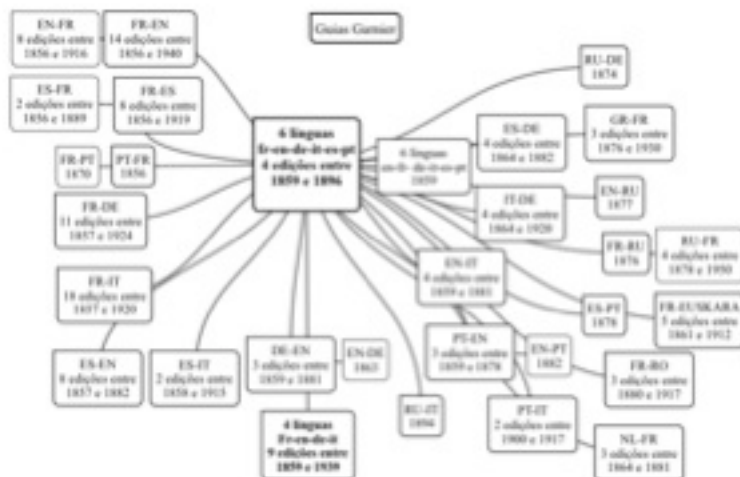 Guias Garnier
EN-FR
8 edições entre
1856 e 1916
FR-EN
14 edições entre
1856 e 1940
ES-FR
2 edições entre
1856 e 1889
FR-ES
8 edições entre
1856 e 1919
FR-PT
1870
PT-FR
1856
FR-DE
11 edições entre
1857 e 1924
FR-IT
18 edições entre
1857 e 1920
ES-EN
8 edições entre
1857 e 1882
ES-IT
2 edições entre
1858 e 1915
DE-EN
3 edições entre
1859 e 1881
EN-DE
1863
4 línguas
Fr-en-de-it
9 edições entre
1859 e 1939
6 línguas
fr-en-de-it-es-pt
4 edições entre
1859 e 1896
6 línguas
en-fr-de-it-es-pt
1859
RU-DE
1874
ES-DE
4 edições entre
1864 e 1882
GR-FR
3 edições entre
1876 e 1930
IT-DE
4 edições entre
1864 e 1920
EN-RU
1877
FR-RU
1876
RU-FR
4 edições entre
1878 e 1930
EN-IT
4 edições entre
1859 e 1881
ES-PT
1878
FR-EUSKARA
5 edições entre
1861 e 1912
PT-EN
3 edições entre
1859 e 1878
EN-PT
1882
FR-RO
3 edições entre
1880 e 1917
RU-IT
1894
PT-IT
2 edições entre
1900 e 1917
NL-FR
3 edições entre
1864 e 1881